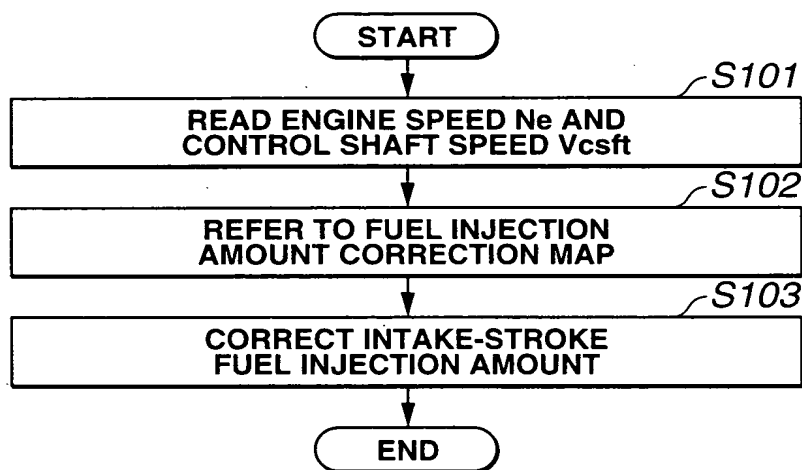 START
S101
READ ENGINE SPEED Ne AND
CONTROL SHAFT SPEED Vcsft
S102
REFER TO FUEL INJECTION
AMOUNT CORRECTION MAP
S103
CORRECT INTAKE-STROKE
FUEL INJECTION AMOUNT
END